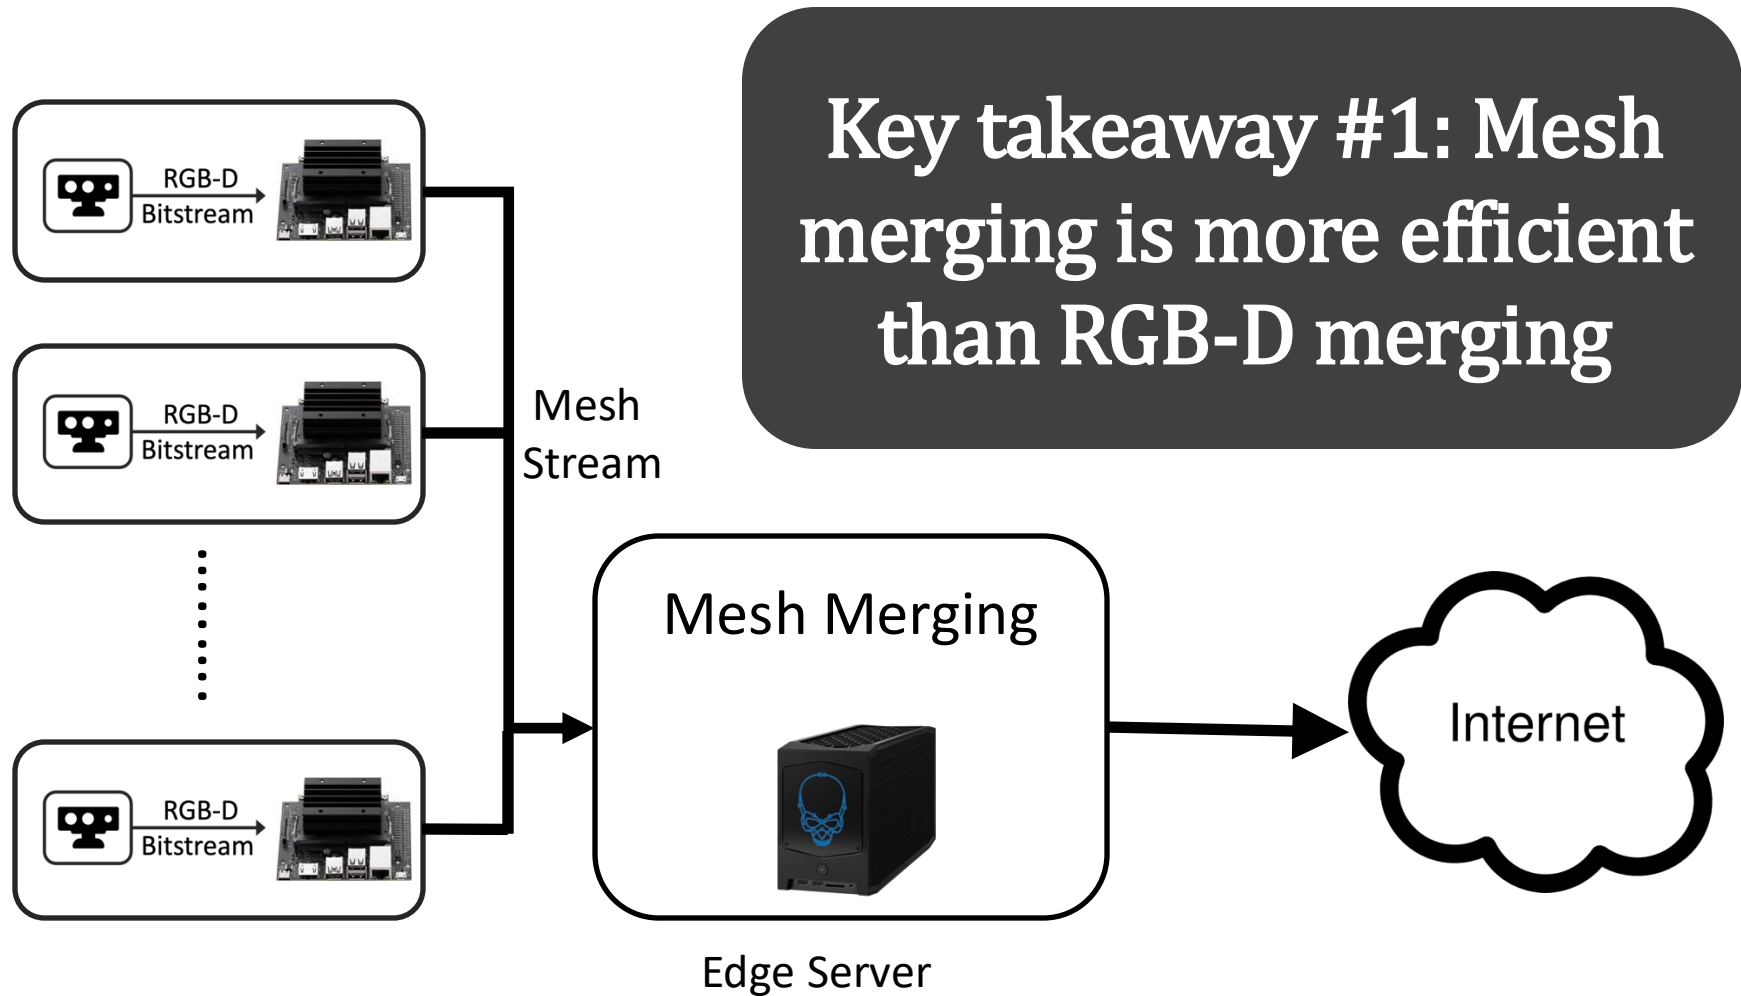 Key takeaway #1: Mesh
merging is more efficient
than RGB-D merging
RGB-D
Bitstream
RGB-D
Bitstream
Mesh
Stream
RGB-D
Bitstream
Mesh Merging
Edge Server
Internet